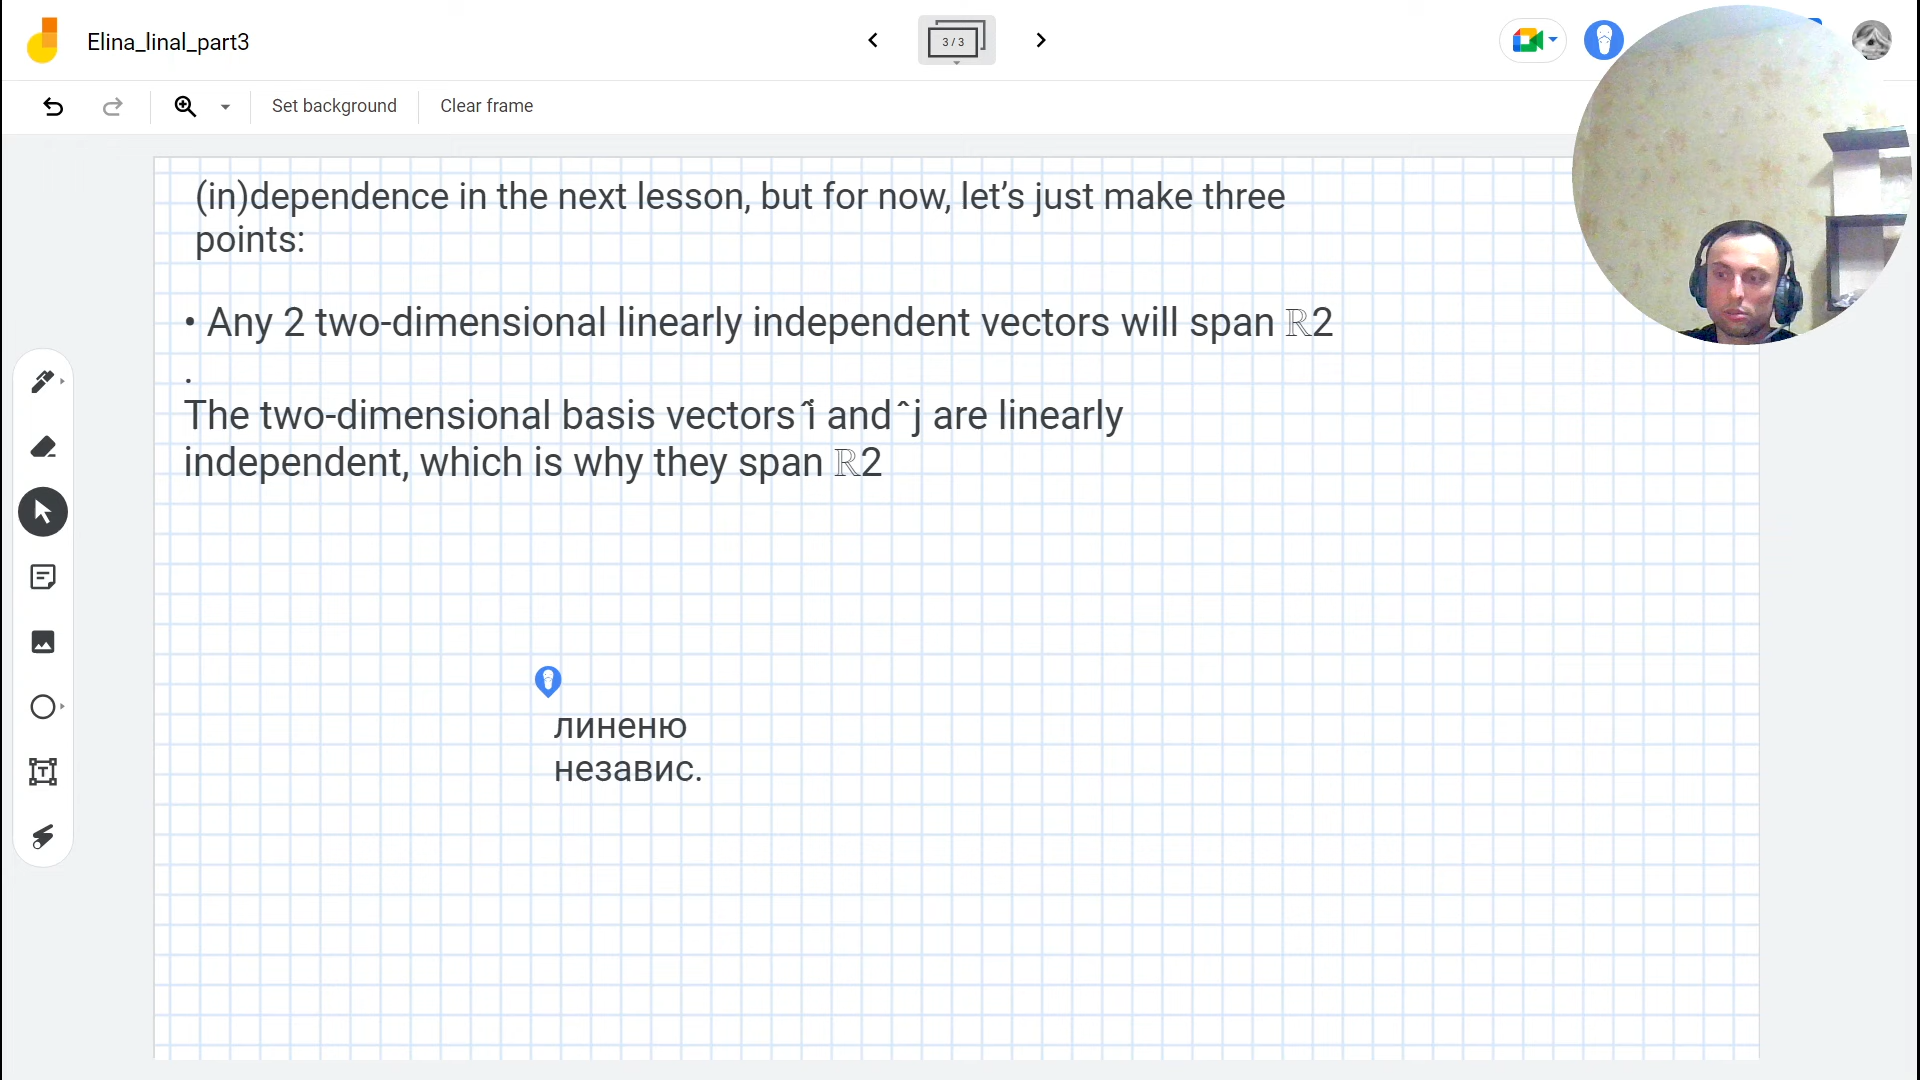 Elina_linal_part3
3 / 3
Set background
Clear frame
(in)dependence in the next lesson, but for now, let’s just make three
points:
• Any 2 two-dimensional linearly independent vectors will span ℝ2
.
The two-dimensional basis vectors î and ˆj are linearly
independent, which is why they span ℝ2
линеню
независ.